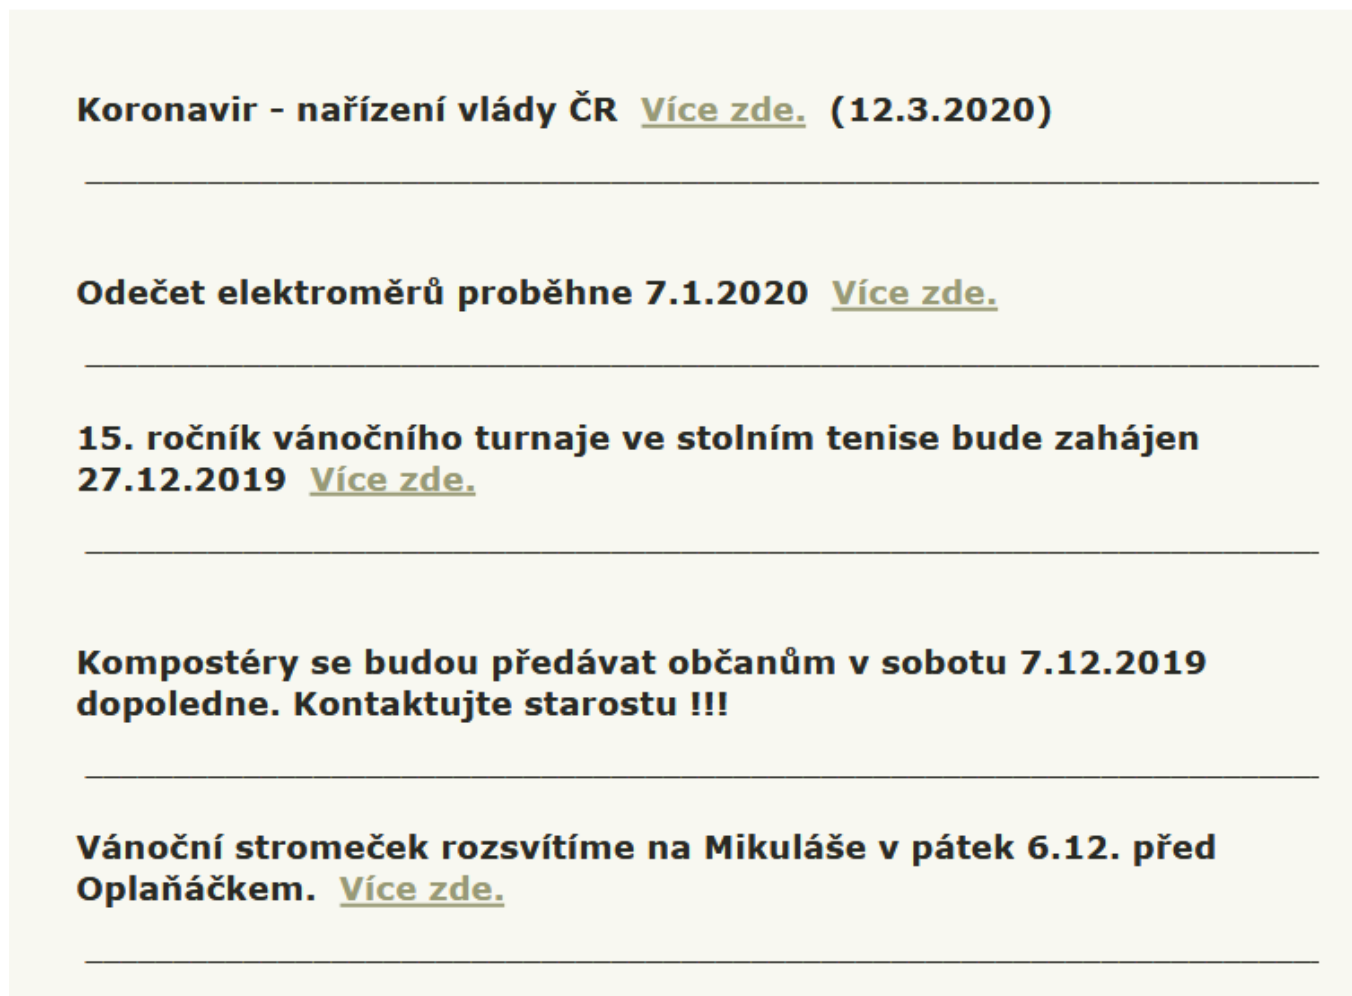 Koronavir - nařízení vlády ČR Více zde. (12.3.2020)
Odečet elektroměrů proběhne 7.1.2020 Více zde.
15. ročník vánočního turnaje ve stolním tenise bude zahájen
27.12.2019 Více zde.
Kompostéry se budou předávat občanům v sobotu 7.12.2019
dopoledne. Kontaktujte starostu !!!
Vánoční stromeček rozsvítíme na Mikuláše v pátek 6.12. před
Oplaňáčkem. Více zde.